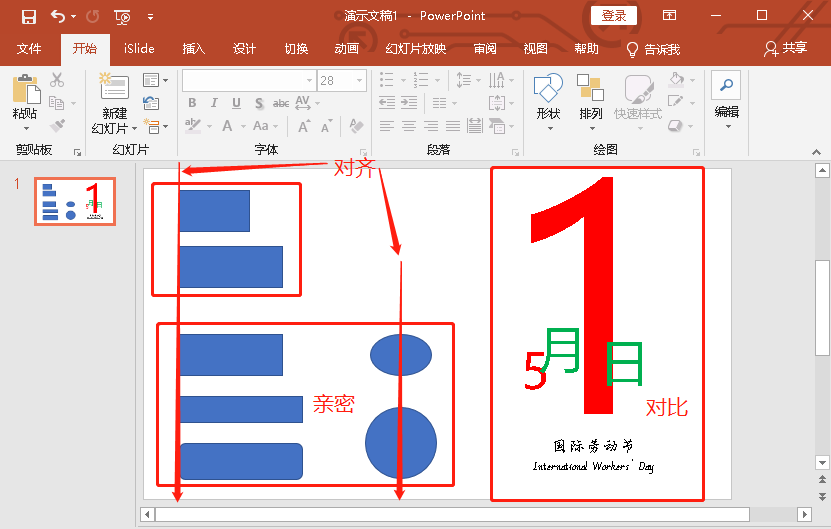 演示文稿1 - PowerPoint
登录
文件 开始 iSlide 插入 设计 切换 动画 幻灯片放映 审阅 视图 帮助 告诉我 共享
粘贴
新建
幻灯片
28
B I U S abc AV
A Aa A A
形状 排列 快速样式
编辑
剪贴板 幻灯片 字体 段落 绘图
1
对齐
亲密
1
5月日
对比
国际劳动节
International Workers' Day